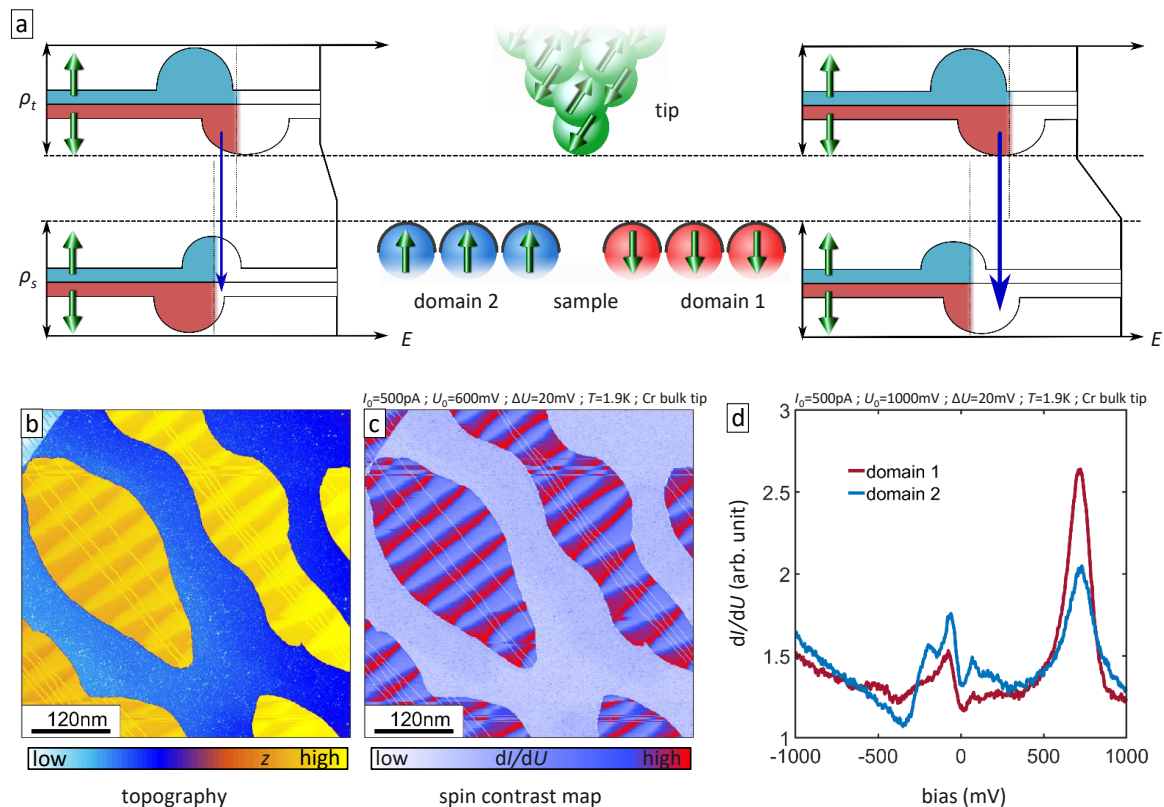 a
ρt
tip
ρs
domain 2
sample
domain 1
E
E
b
c
I0=500pA ; U0=600mV ; ΔU=20mV ; T=1.9K ; Cr bulk tip
120nm
120nm
low z high
low dI/dU high
topography
spin contrast map
d
I0=500pA ; U0=1000mV ; ΔU=20mV ; T=1.9K ; Cr bulk tip
3
2.5
2
1.5
1
dI/dU (arb. unit)
domain 1
domain 2
-1000 -500 0 500 1000
bias (mV)